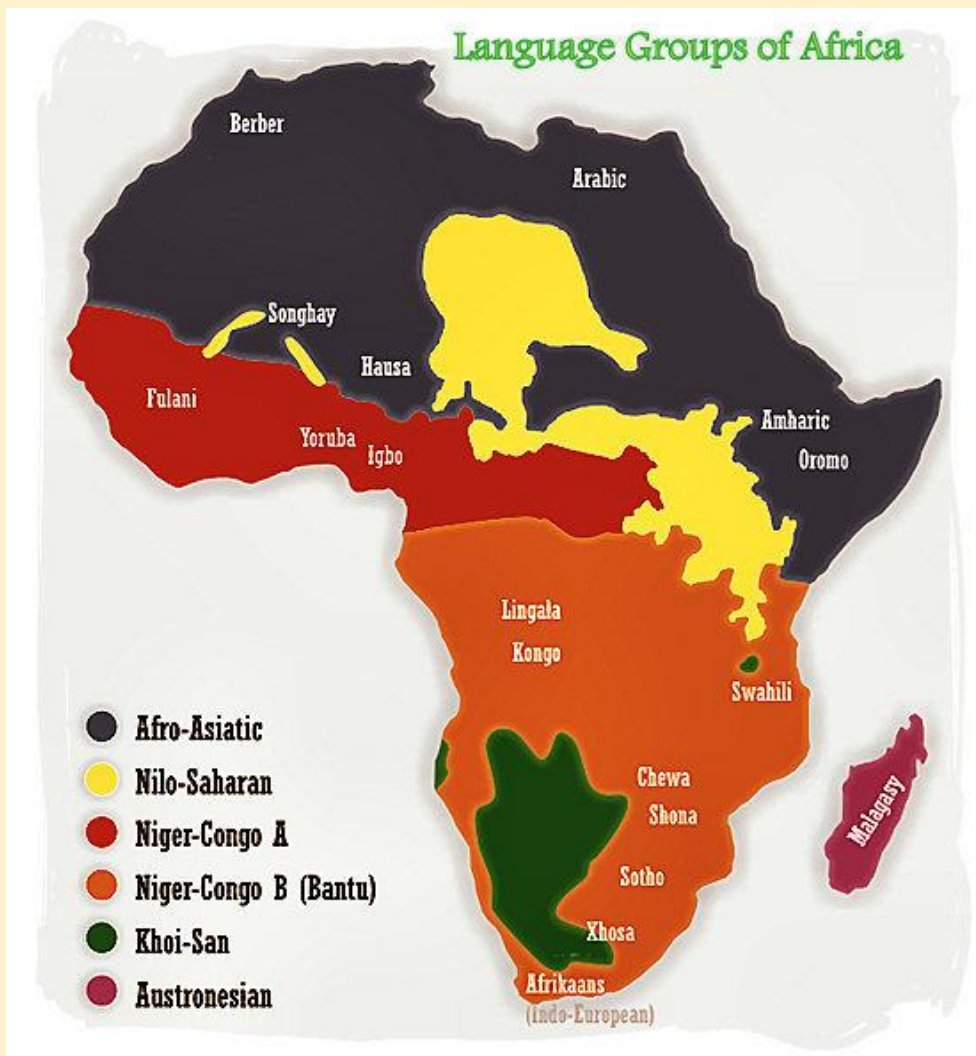 Language Groups of Africa
Berber
Arabic
Songhay
Hausa
Fulani
Amharic
Yoruba
Igbo
Oromo
Lingala
Kongo
Swahili
Afro-Asiatic
Nilo-Saharan
Niger-Congo A
Niger-Congo B (Bantu)
Khoi-San
Austronesian
Chewa
Shona
Malagasy
Sotho
Xhosa
Afrikaans
(Indo-European)